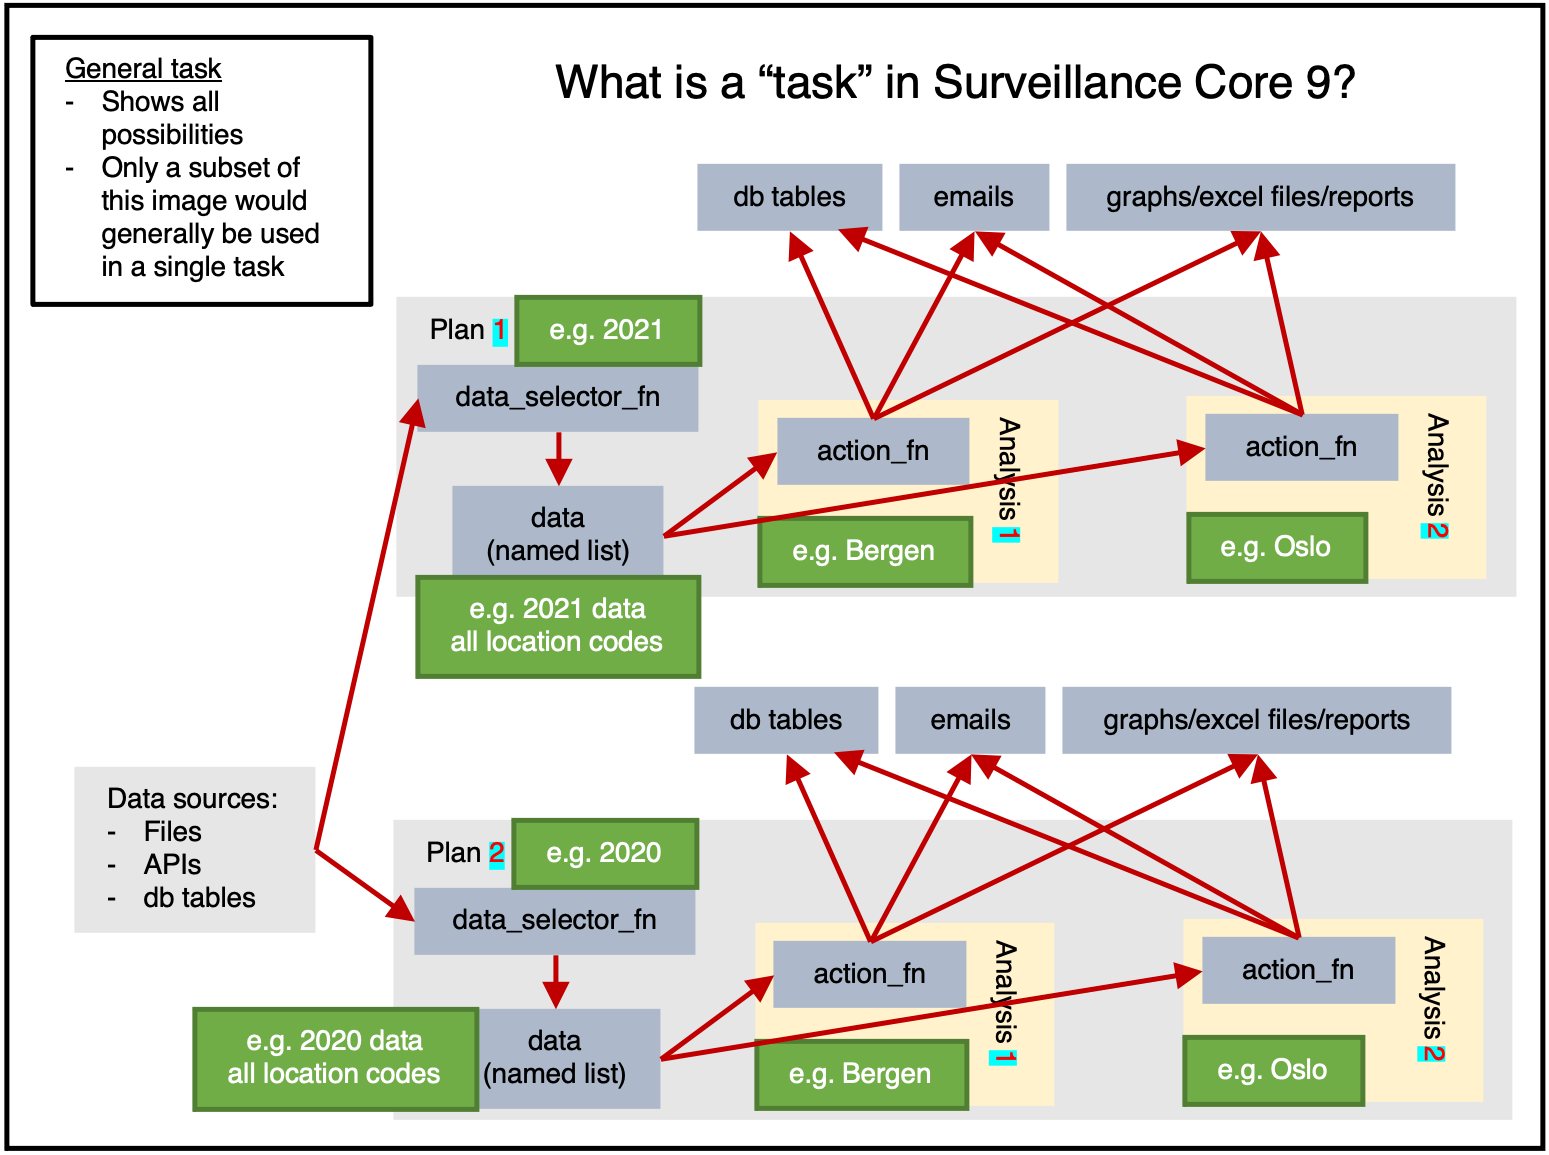 What is a “task” in Surveillance Core 9?
General task
- Shows all
possibilities
- Only a subset of
this image would
generally be used
in a single task
db tables
emails
graphs/excel files/reports
Plan 1
e.g. 2021
data_selector_fn
data
(named list)
e.g. 2021 data
all location codes
action_fn
Analysis 1
e.g. Bergen
action_fn
Analysis 2
e.g. Oslo
Data sources:
- Files
- APIs
- db tables
db tables
emails
graphs/excel files/reports
Plan 2
e.g. 2020
data_selector_fn
e.g. 2020 data
all location codes
data
(named list)
action_fn
Analysis 1
e.g. Bergen
action_fn
Analysis 2
e.g. Oslo